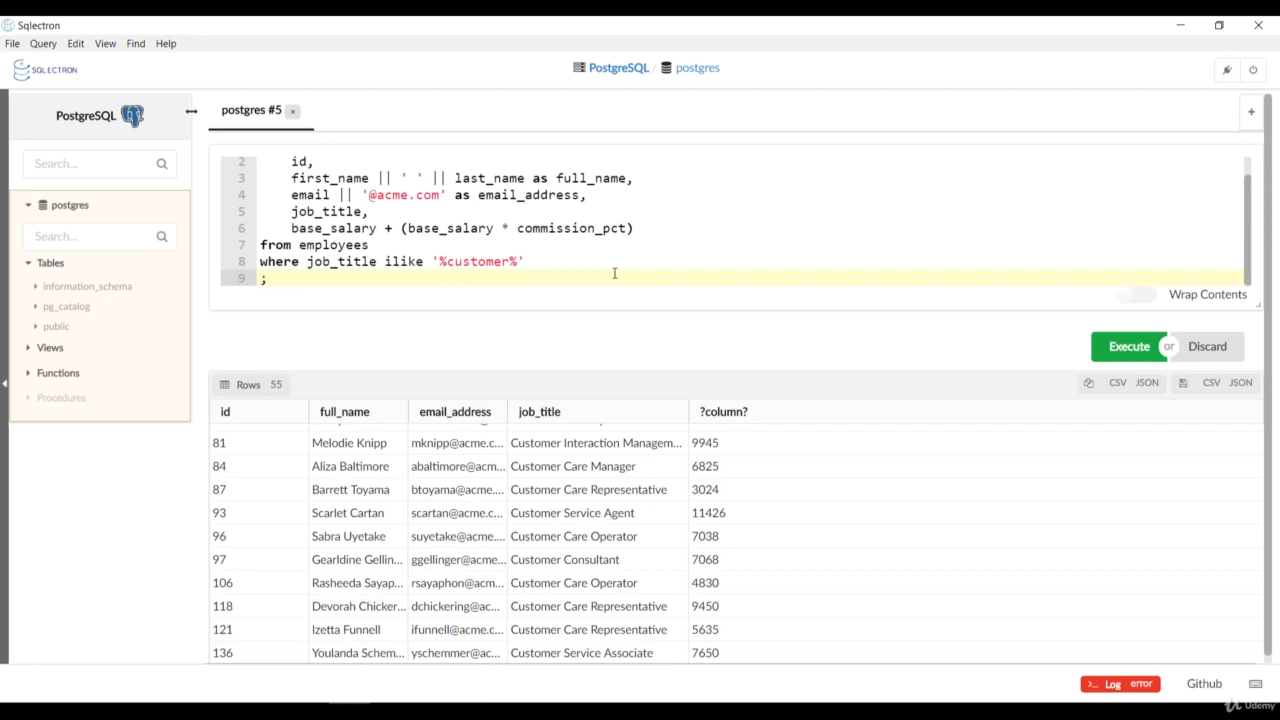 Sqlectron
File Query Edit View Find Help
SQLECTRON
PostgreSQL / postgres
PostgreSQL
postgres #5
+
Search...
postgres
Search...
Tables
information_schema
pg_catalog
public
Views
Functions
Procedures
2 id,
3 first_name || ' ' || last_name as full_name,
4 email || '@acme.com' as email_address,
5 job_title,
6 base_salary + (base_salary * commission_pct)
7 from employees
8 where job_title ilike '%customer%'
9 ;
Wrap Contents
Execute or Discard
Rows 55
CSV JSON CSV JSON
id full_name email_address job_title ?column?
81 Melodie Knipp mknipp@acme.c... Customer Interaction Managem... 9945
84 Aliza Baltimore abaltimore@acm... Customer Care Manager 6825
87 Barrett Toyama btoyama@acme.... Customer Care Representative 3024
93 Scarlet Cartan scartan@acme.c... Customer Service Agent 11426
96 Sabra Uyetake suyetake@acme... Customer Care Operator 7038
97 Gearldine Gellin... ggellinger@acme... Customer Consultant 7068
106 Rasheeda Sayap... rsayaphon@acm... Customer Care Operator 4830
118 Devorah Chicker... dchickering@ac... Customer Care Representative 9450
121 Izetta Funnell ifunnell@acme.c... Customer Care Representative 5635
136 Youlanda Schem... yschemmer@ac... Customer Service Associate 7650
>_ Log error
Github
Udemy